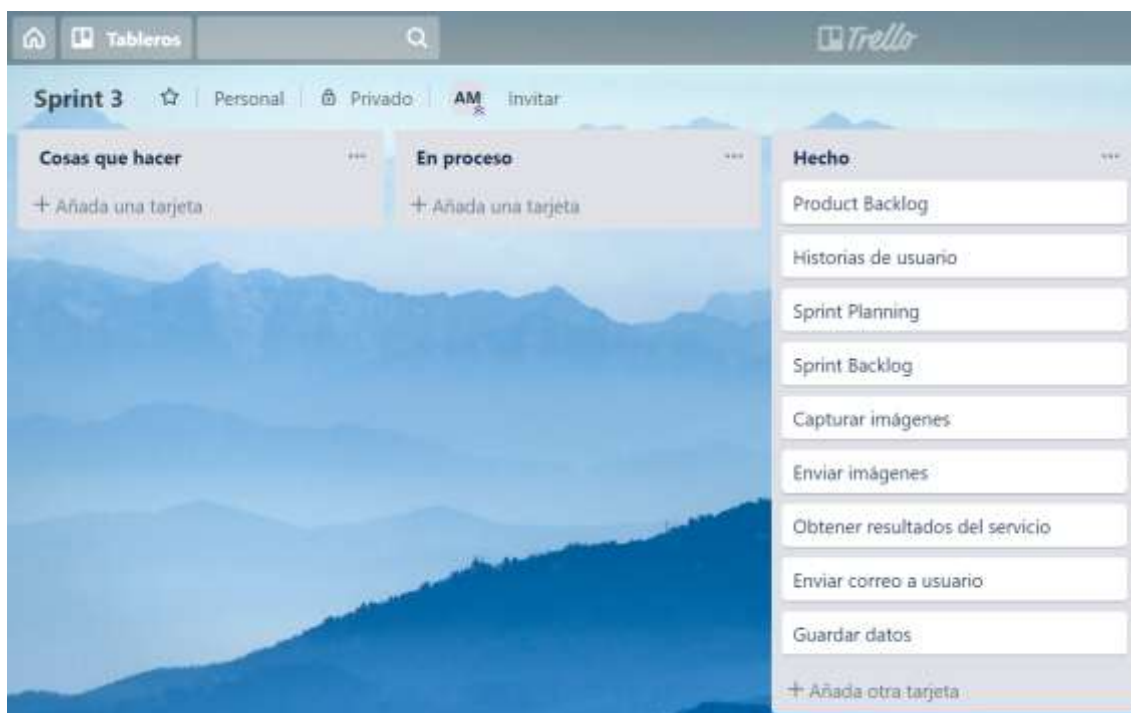 Tableros
Trello
Sprint 3 Personal Privado AM Invitar
Cosas que hacer
+ Añada una tarjeta
En proceso
+ Añada una tarjeta
Hecho
Product Backlog
Historias de usuario
Sprint Planning
Sprint Backlog
Capturar imágenes
Enviar imágenes
Obtener resultados del servicio
Enviar correo a usuario
Guardar datos
+ Añada otra tarjeta